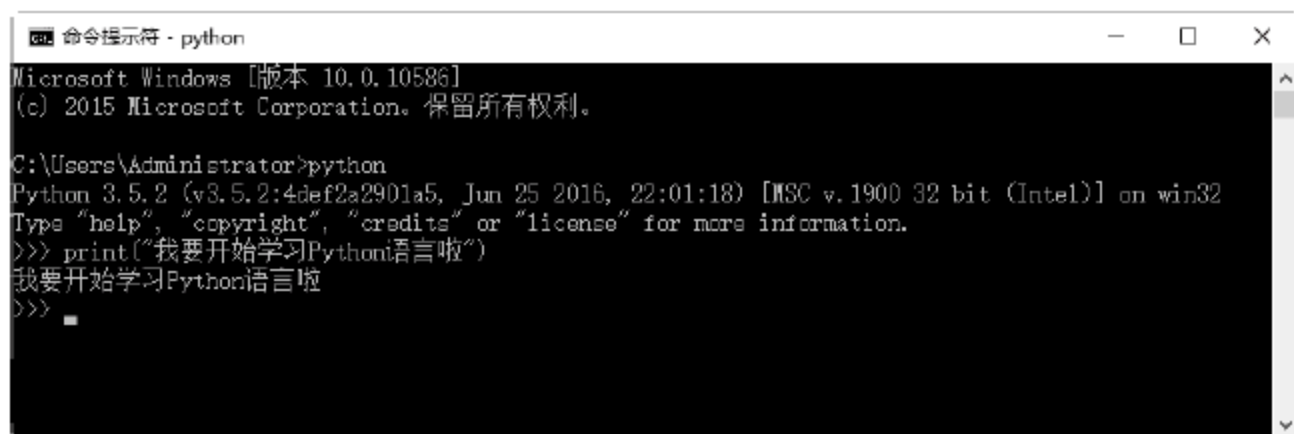 命令提示符 - python
Microsoft Windows [版本 10.0.10586]
(c) 2015 Microsoft Corporation。保留所有权利。
C:\Users\Administrator>python
Python 3.5.2 (v3.5.2:4def2a2901a5, Jun 25 2016, 22:01:18) [MSC v.1900 32 bit (Intel)] on win32
Type "help", "copyright", "credits" or "license" for more information.
>>> print("我要开始学习Python语言啦")
我要开始学习Python语言啦
>>>